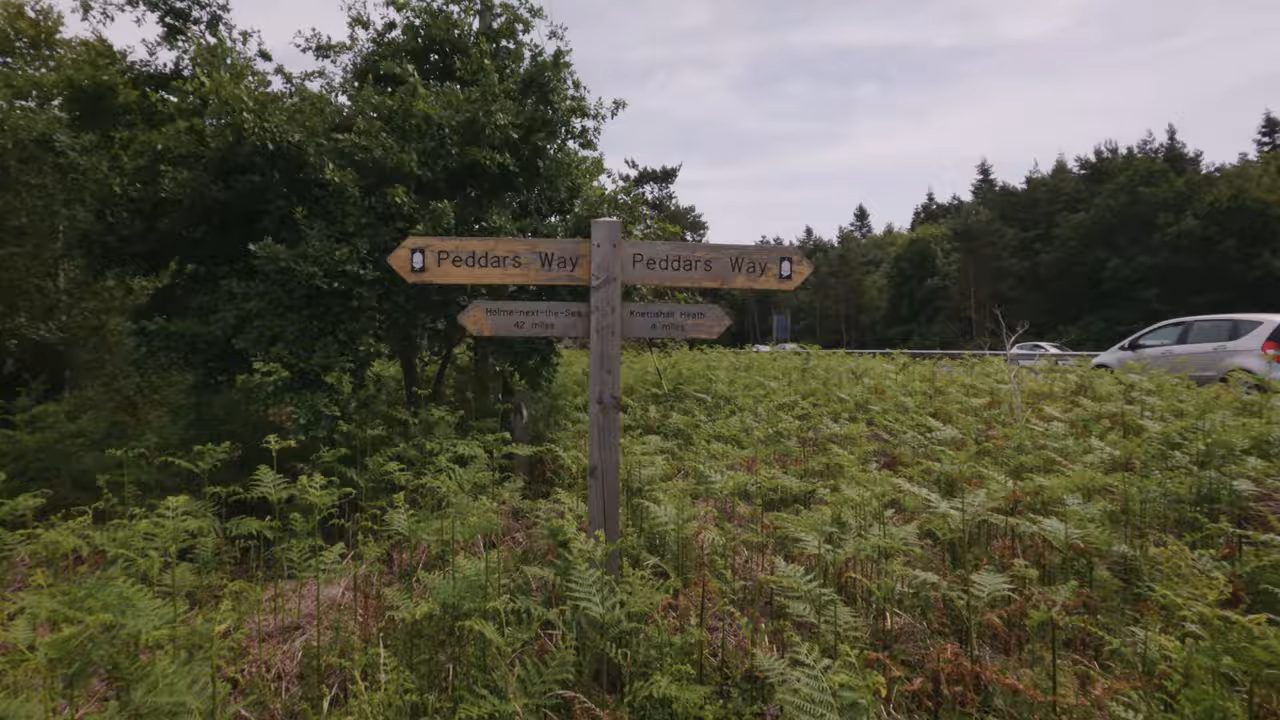 Peddars Way
Peddars Way
Holme-next-the-Sea
42 miles
Knettishall Heath
4 miles